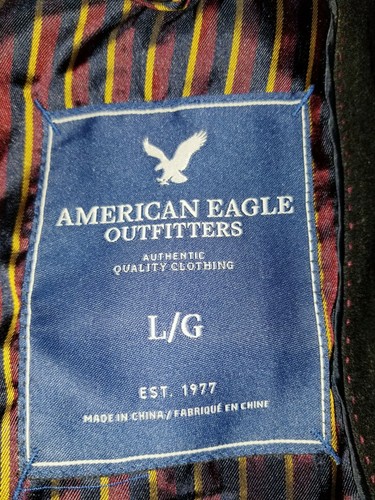 AMERICAN EAGLE
OUTFITTERS
AUTHENTIC
QUALITY CLOTHING
L/G
EST. 1977
MADE IN CHINA / FABRIQUÉ EN CHINE